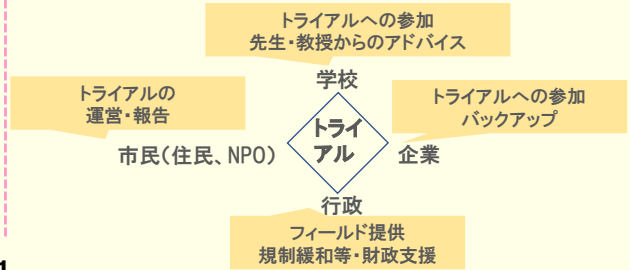 トライアルへの参加
先生・教授からのアドバイス
学校
トライアルの
運営・報告
トライアルへの参加
バックアップ
トライ
アル
市民(住民、NPO)
企業
行政
フィールド提供
規制緩和等・財政支援
1